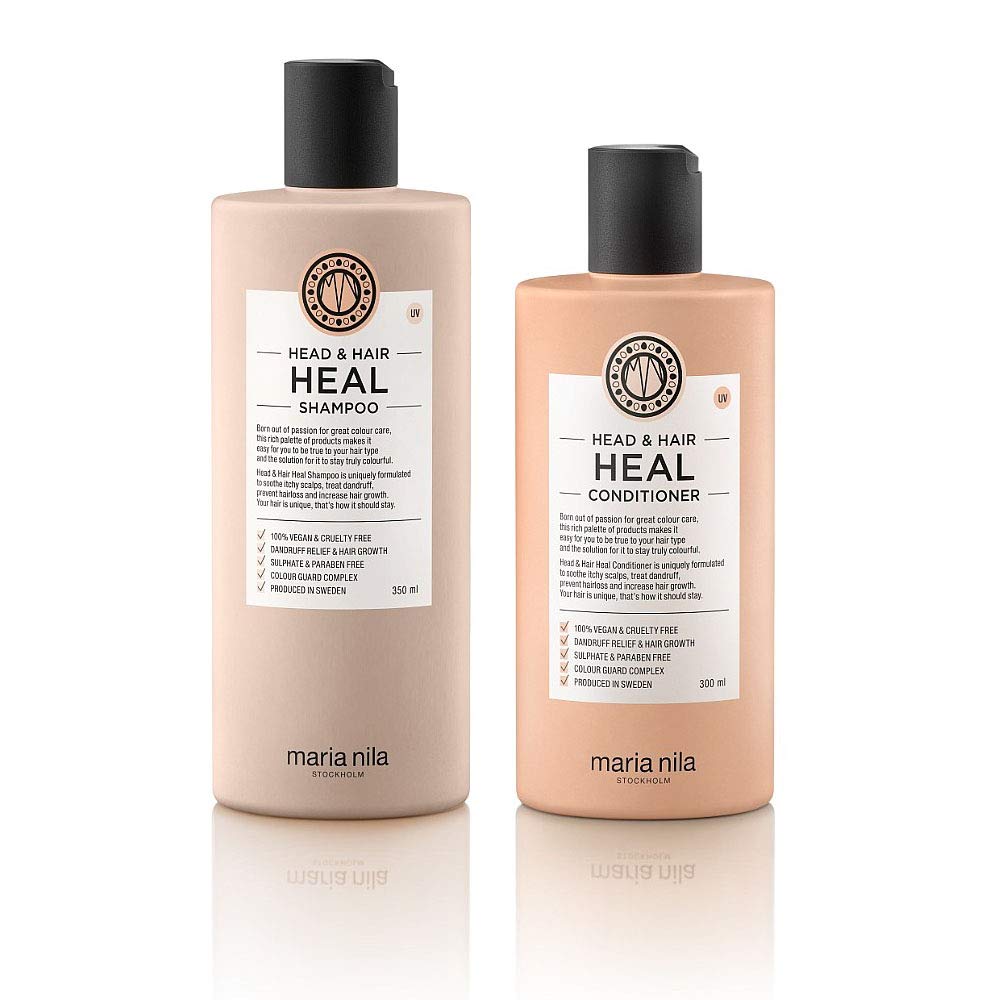 UV
HEAD & HAIR
HEAL
SHAMPOO
Born out of passion for great colour care,
this rich palette of products makes it
easy for you to be true to your hair type
and the solution for it to stay truly colourful.
Head & Hair Heal Shampoo is uniquely formulated
to soothe itchy scalps, treat dandruff,
prevent hairloss and increase hair growth.
Your hair is unique, that's how it should stay.
100% VEGAN & CRUELTY FREE
DANDRUFF RELIEF & HAIR GROWTH
SULPHATE & PARABEN FREE
COLOUR GUARD COMPLEX
PRODUCED IN SWEDEN
350 ml
maria nila
STOCKHOLM
UV
HEAD & HAIR
HEAL
CONDITIONER
Born out of passion for great colour care,
this rich palette of products makes it
easy for you to be true to your hair type
and the solution for it to stay truly colourful.
Head & Hair Heal Conditioner is uniquely formulated
to soothe itchy scalps, treat dandruff,
prevent hairloss and increase hair growth.
Your hair is unique, that's how it should stay.
100% VEGAN & CRUELTY FREE
DANDRUFF RELIEF & HAIR GROWTH
SULPHATE & PARABEN FREE
COLOUR GUARD COMPLEX
PRODUCED IN SWEDEN
300 ml
maria nila
STOCKHOLM